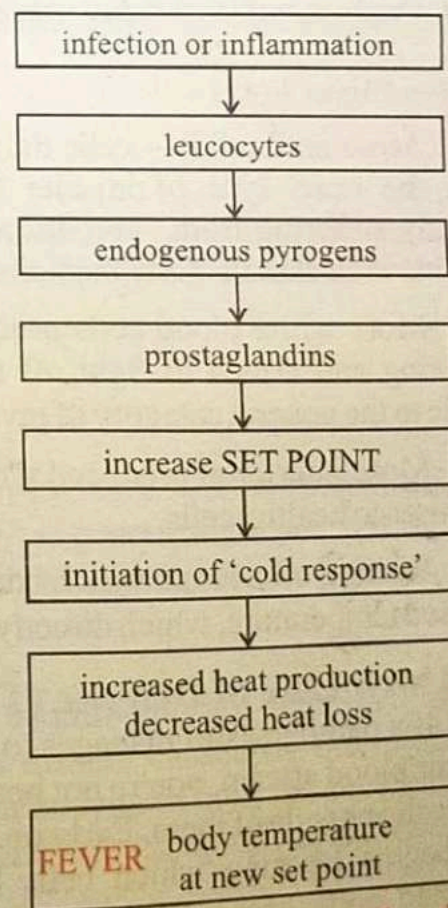 infection or inflammation
leucocytes
endogenous pyrogens
prostaglandins
increase SET POINT
initiation of ‘cold response’
increased heat production
decreased heat loss
FEVER body temperature
at new set point